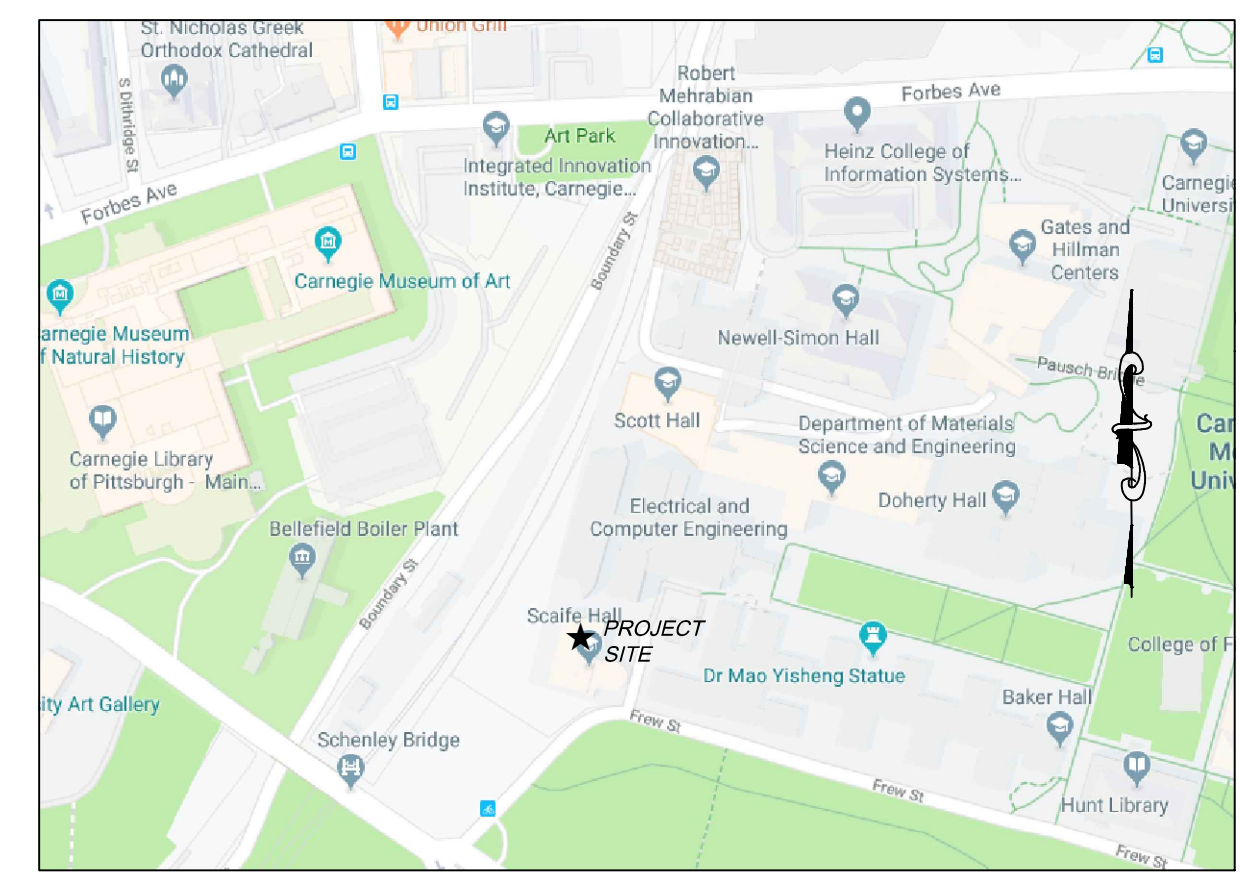 St. Nicholas Greek
Orthodox Cathedral
Union Grill
S Dithridge St
Forbes Ave
Robert
Mehrabian
Collaborative
Innovation...
Forbes Ave
Art Park
Integrated Innovation
Institute, Carnegie...
Heinz College of
Information Systems...
Carnegie
Universi
Boundary St
Gates and
Hillman
Centers
Carnegie Museum of Art
arnegie Museum
f Natural History
Newell-Simon Hall
Pausch Bridge
Scott Hall
Department of Materials
Science and Engineering
Car
M
Univ
Carnegie Library
of Pittsburgh - Main...
Electrical and
Computer Engineering
Doherty Hall
Bellefield Boiler Plant
Boundary St
Scaife Hall
PROJECT
SITE
College of F
Dr Mao Yisheng Statue
ity Art Gallery
Baker Hall
Frew St
Schenley Bridge
Frew St
Hunt Library
Frew St